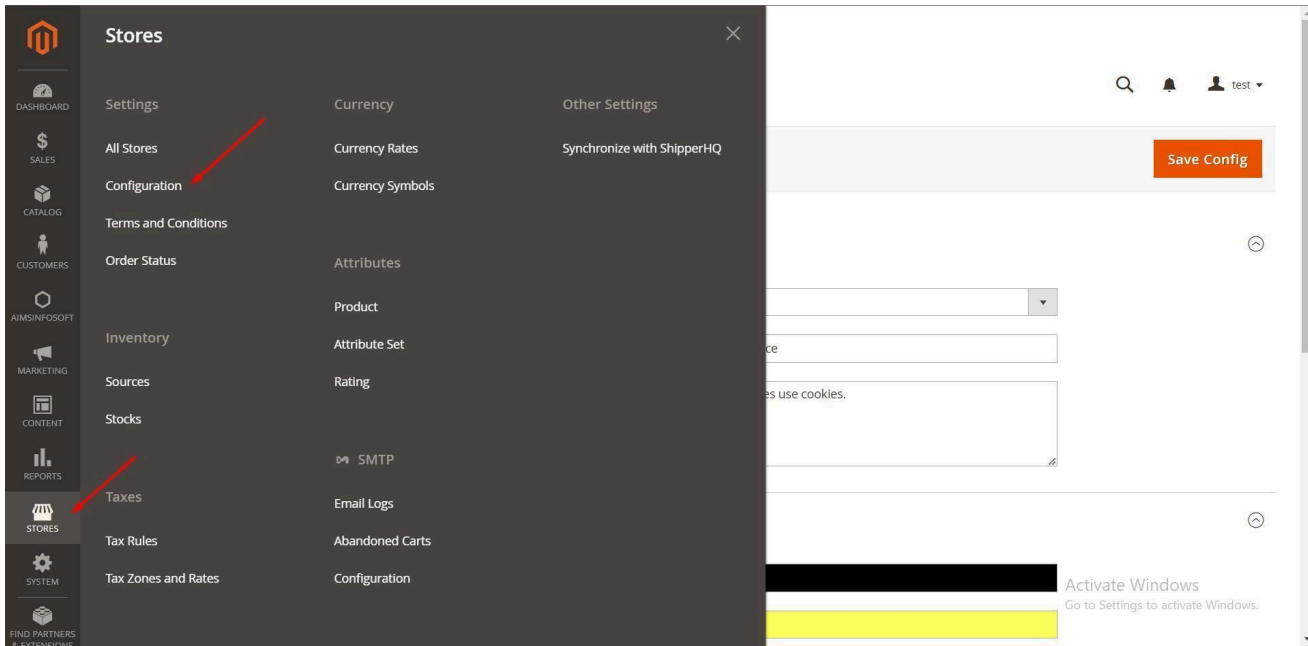 DASHBOARD
SALES
CATALOG
CUSTOMERS
AIMSINFOSOFT
MARKETING
CONTENT
REPORTS
STORES
SYSTEM
FIND PARTNERS
& EXTENSIONS
Stores
Settings
All Stores
Configuration
Terms and Conditions
Order Status
Inventory
Sources
Stocks
Taxes
Tax Rules
Tax Zones and Rates
Currency
Currency Rates
Currency Symbols
Attributes
Product
Attribute Set
Rating
SMTP
Email Logs
Abandoned Carts
Configuration
Other Settings
Synchronize with ShipperHQ
test
Save Config
ce
es use cookies.
Activate Windows
Go to Settings to activate Windows.